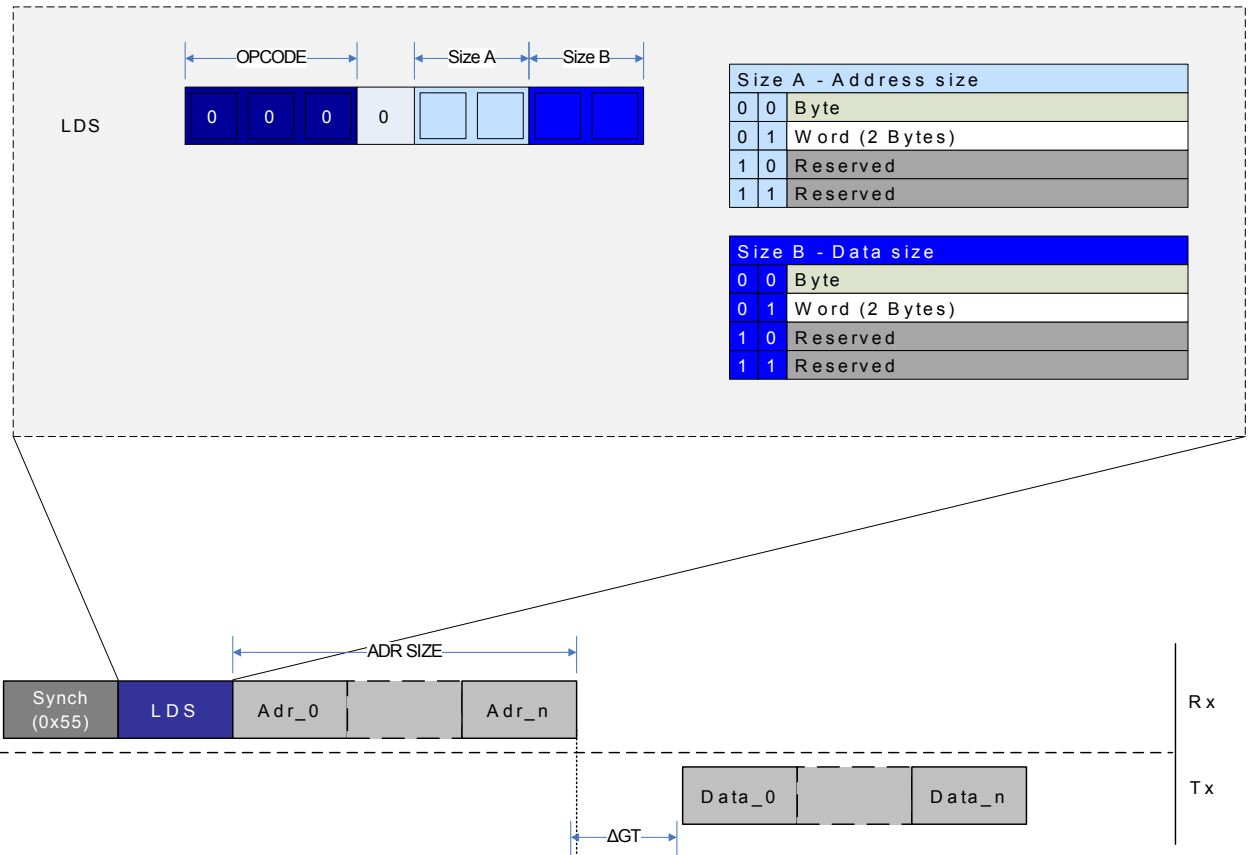 OPCODE Size A Size B
LDS 0 0 0 0
Size A - Address size
0 0 Byte
0 1 Word (2 Bytes)
1 0 Reserved
1 1 Reserved
Size B - Data size
0 0 Byte
0 1 Word (2 Bytes)
1 0 Reserved
1 1 Reserved
ADR SIZE
Synch
(0x55)
LDS Adr_0 Adr_n Rx
Data_0 Data_n Tx
ΔGT